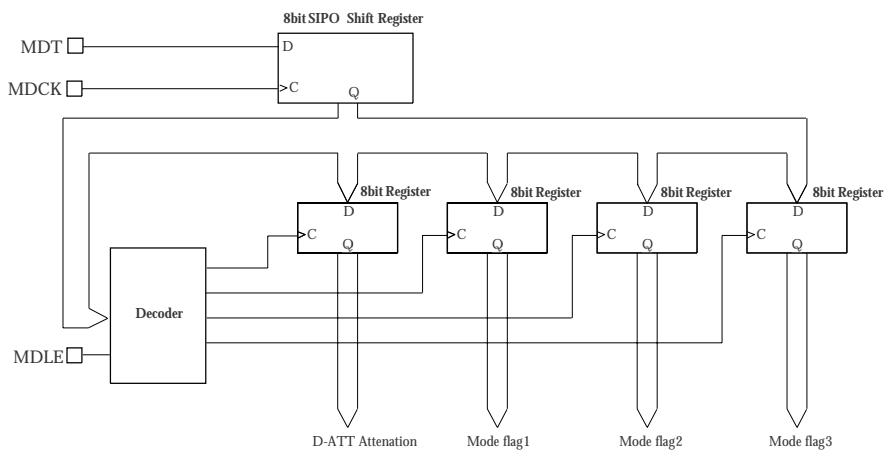 8bit SIPO Shift Register
MDT
D
MDCK
C
Q
8bit Register
8bit Register
8bit Register
8bit Register
D
D
D
D
C
C
C
C
Q
Q
Q
Q
Decoder
MDLE
D-ATT Attenation
Mode flag1
Mode flag2
Mode flag3